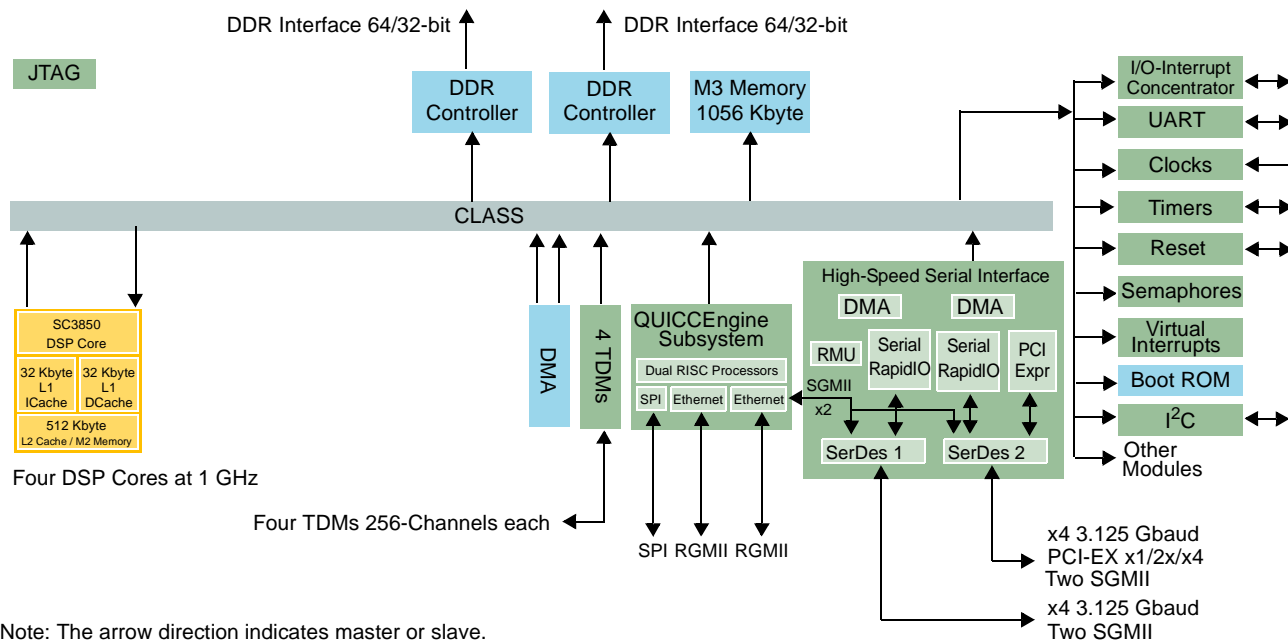 DDR Interface 64/32-bit
DDR Interface 64/32-bit
JTAG
DDR
Controller
DDR
Controller
M3 Memory
1056 Kbyte
I/O-Interrupt
Concentrator
UART
Clocks
Timers
Reset
Semaphores
Virtual
Interrupts
Boot ROM
I²C
Other
Modules
CLASS
SC3850
DSP Core
32 Kbyte
L1
ICache
32 Kbyte
L1
DCache
512 Kbyte
L2 Cache / M2 Memory
Four DSP Cores at 1 GHz
DMA
4 TDMs
Four TDMs 256-Channels each
QUICCEngine
Subsystem
Dual RISC Processors
SPI
Ethernet
Ethernet
SPI
RGMII
RGMII
High-Speed Serial Interface
DMA
DMA
RMU
Serial
RapidIO
Serial
RapidIO
PCI
Expr
SGMII
x2
SerDes 1
SerDes 2
x4 3.125 Gbaud
PCI-EX x1/2x/x4
Two SGMII
x4 3.125 Gbaud
Two SGMII
Note: The arrow direction indicates master or slave.